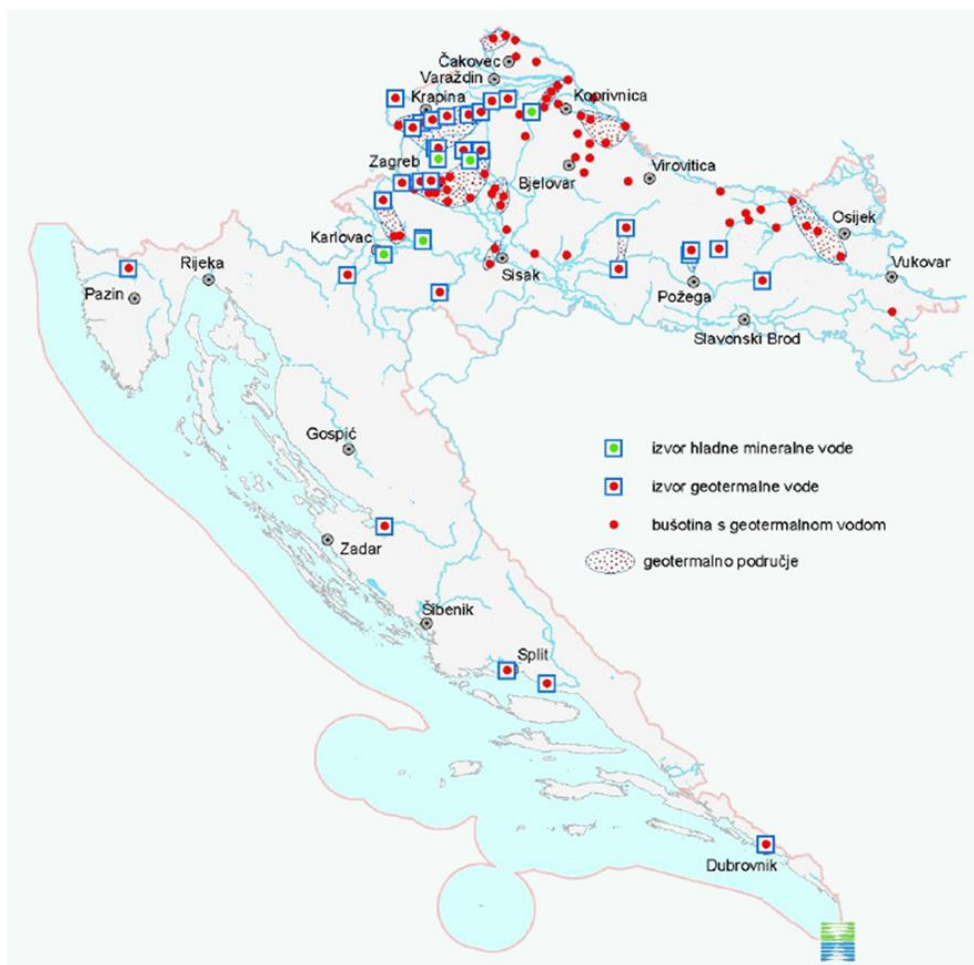 Čakovec
Varaždin
Krapina
Koprivnica
Zagreb
Bjelovar
Virovitica
Osijek
Karlovac
Sisak
Vukovar
Rijeka
Pazin
Požega
Slavonski Brod
Gospić
izvor hladne mineralne vode
izvor geotermalne vode
bušotina s geotermalnom vodom
geotermalno područje
Zadar
Šibenik
Split
Dubrovnik